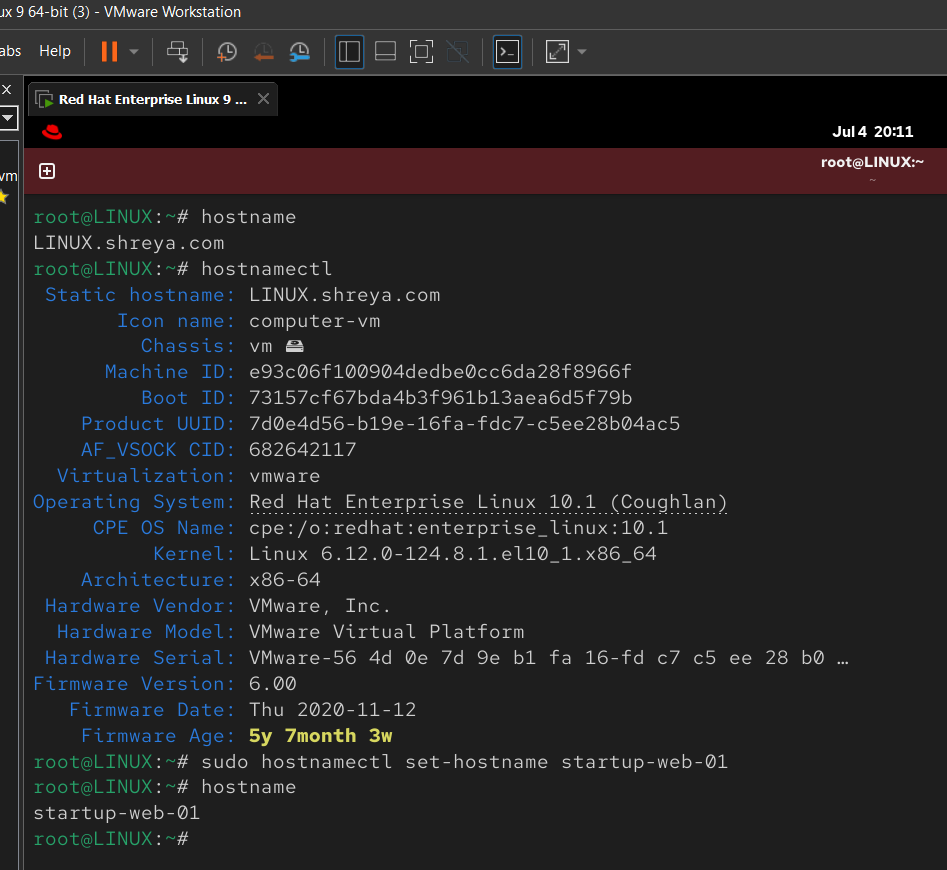 ux 9 64-bit (3) - VMware Workstation
abs Help
Red Hat Enterprise Linux 9 ...
Jul 4 20:11
vm
root@LINUX:~
~
root@LINUX:~# hostname
LINUX.shreya.com
root@LINUX:~# hostnamectl
Static hostname: LINUX.shreya.com
Icon name: computer-vm
Chassis: vm 🖴
Machine ID: e93c06f100904dedbe0cc6da28f8966f
Boot ID: 73157cf67bda4b3f961b13aea6d5f79b
Product UUID: 7d0e4d56-b19e-16fa-fdc7-c5ee28b04ac5
AF_VSOCK CID: 682642117
Virtualization: vmware
Operating System: Red Hat Enterprise Linux 10.1 (Coughlan)
CPE OS Name: cpe:/o:redhat:enterprise_linux:10.1
Kernel: Linux 6.12.0-124.8.1.el10_1.x86_64
Architecture: x86-64
Hardware Vendor: VMware, Inc.
Hardware Model: VMware Virtual Platform
Hardware Serial: VMware-56 4d 0e 7d 9e b1 fa 16-fd c7 c5 ee 28 b0 …
Firmware Version: 6.00
Firmware Date: Thu 2020-11-12
Firmware Age: 5y 7month 3w
root@LINUX:~# sudo hostnamectl set-hostname startup-web-01
root@LINUX:~# hostname
startup-web-01
root@LINUX:~#